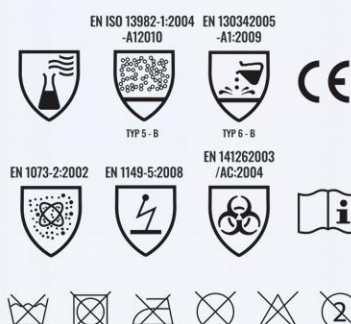 EN ISO 13982-1:2004
-A12010
EN 130342005
-A1:2009
CE
TYP 5 - B
TYP 6 - B
EN 1073-2:2002
EN 1149-5:2008
EN 141262003
/AC:2004
i
2